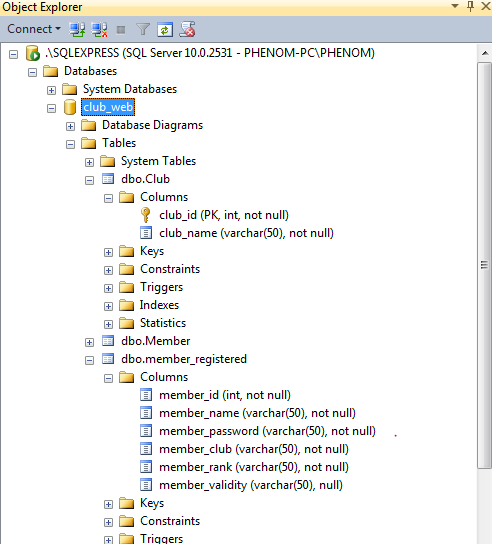 Object Explorer
Connect
.\SQLEXPRESS (SQL Server 10.0.2531 - PHENOM-PC\PHENOM)
Databases
System Databases
club_web
Database Diagrams
Tables
System Tables
dbo.Club
Columns
club_id (PK, int, not null)
club_name (varchar(50), not null)
Keys
Constraints
Triggers
Indexes
Statistics
dbo.Member
dbo.member_registered
Columns
member_id (int, not null)
member_name (varchar(50), not null)
member_password (varchar(50), not null)
member_club (varchar(50), not null)
member_rank (varchar(50), not null)
member_validity (varchar(50), null)
Keys
Constraints
Triggers